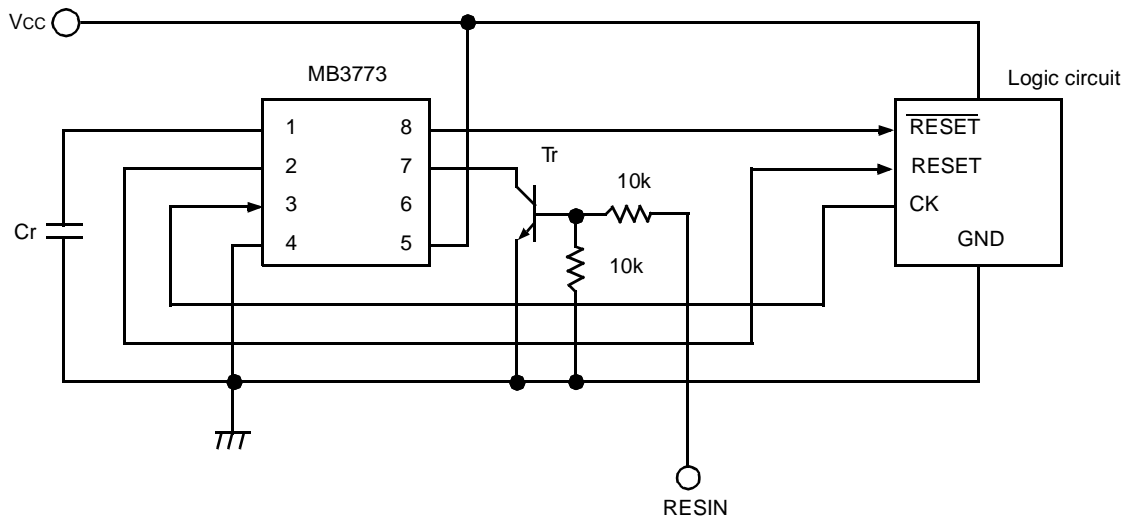 VCC
MB3773
Logic circuit
1 8
2 7
3 6
4 5
RESET
RESET
CK
GND
Tr
10k
10k
Cr
RESIN